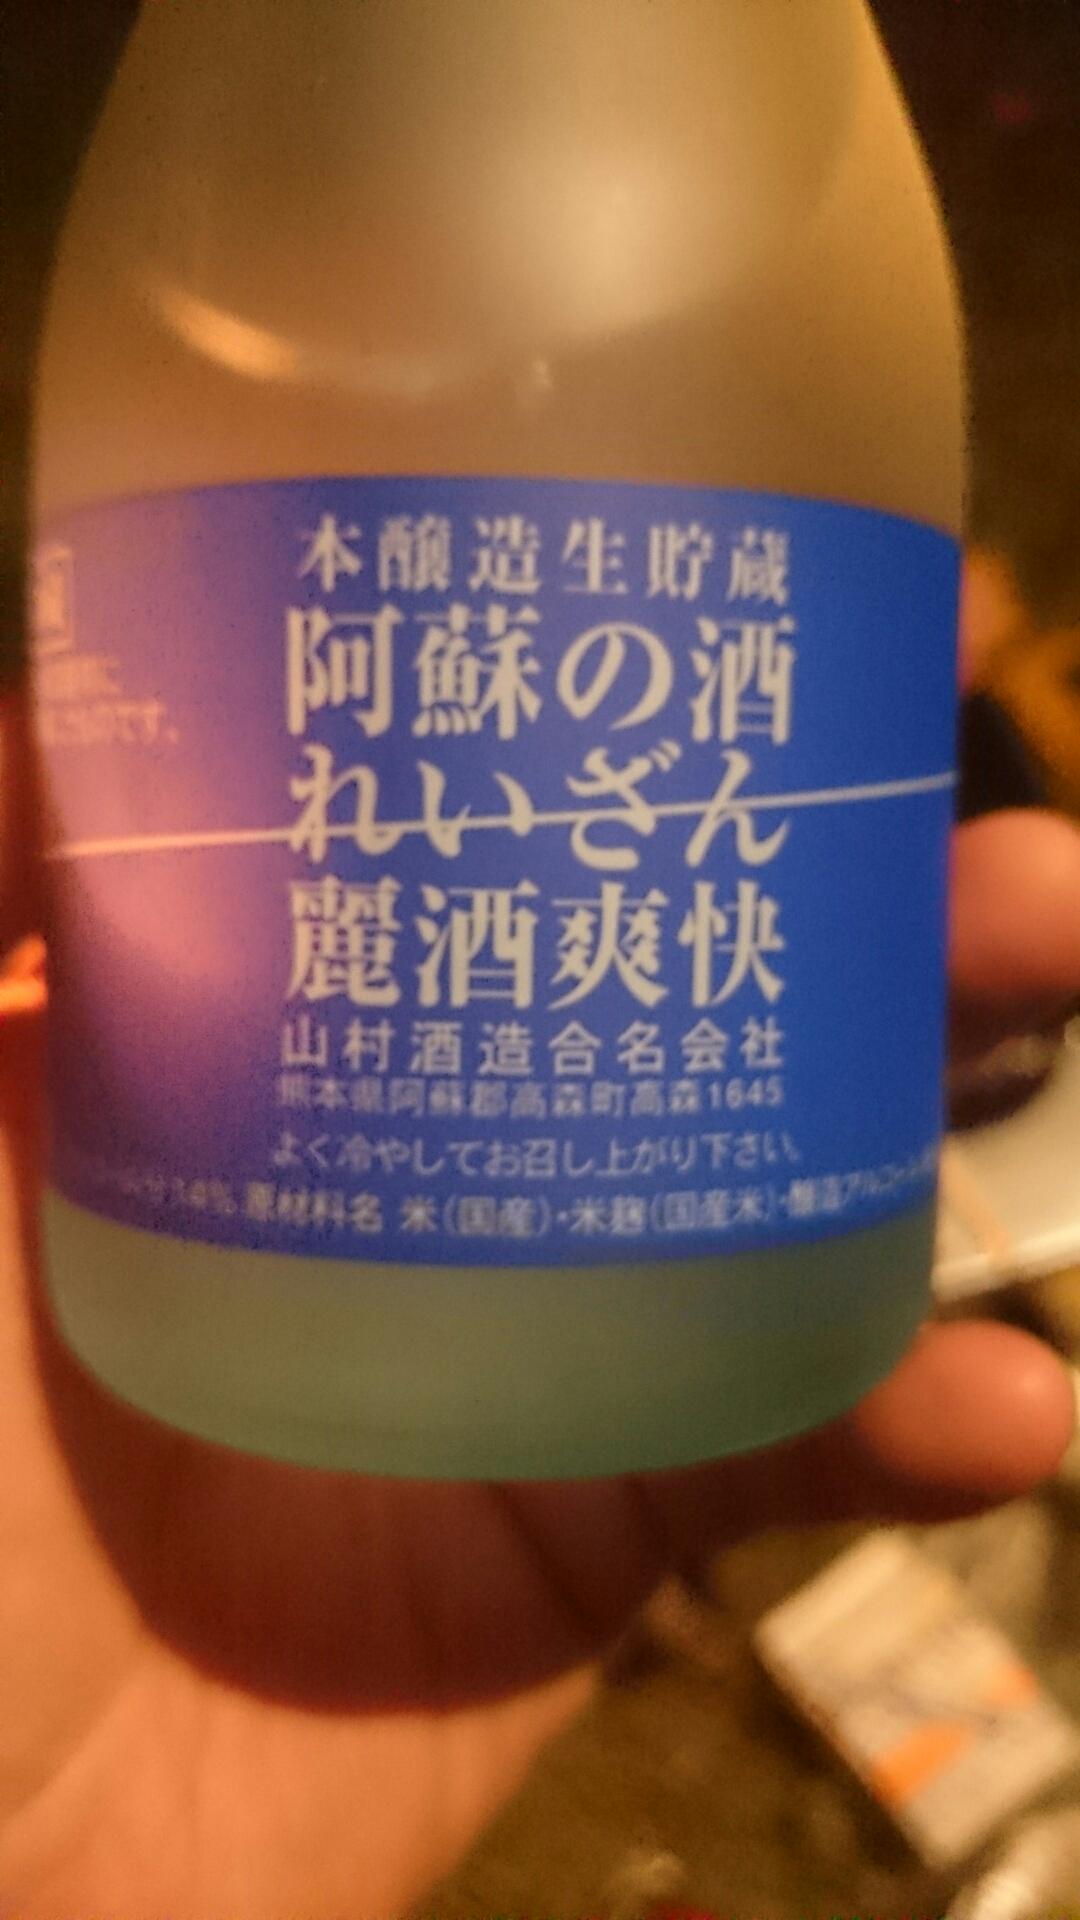 本醸造生貯蔵
阿蘇の酒
れいざん
麗酒爽快
山村酒造合名会社
熊本県阿蘇郡高森町高森1645
よく冷やしてお召し上がり下さい。
14% 原材料名 米(国産)・米麹(国産米)・醸造アルコール
です。